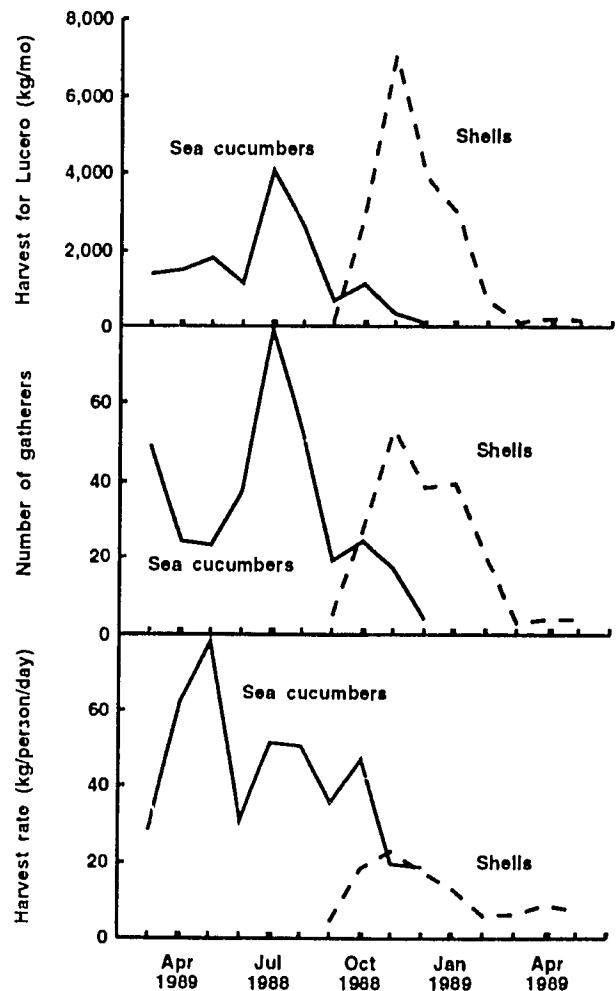 Harvest for Lucero (kg/mo)
8,000
6,000
4,000
2,000
0
Sea cucumbers
Shells
Number of gatherers
60
40
20
0
Shells
Sea cucumbers
Harvest rate (kg/person/day)
60
40
20
0
Sea cucumbers
Shells
Apr Jul Oct Jan Apr
1989 1988 1988 1989 1989